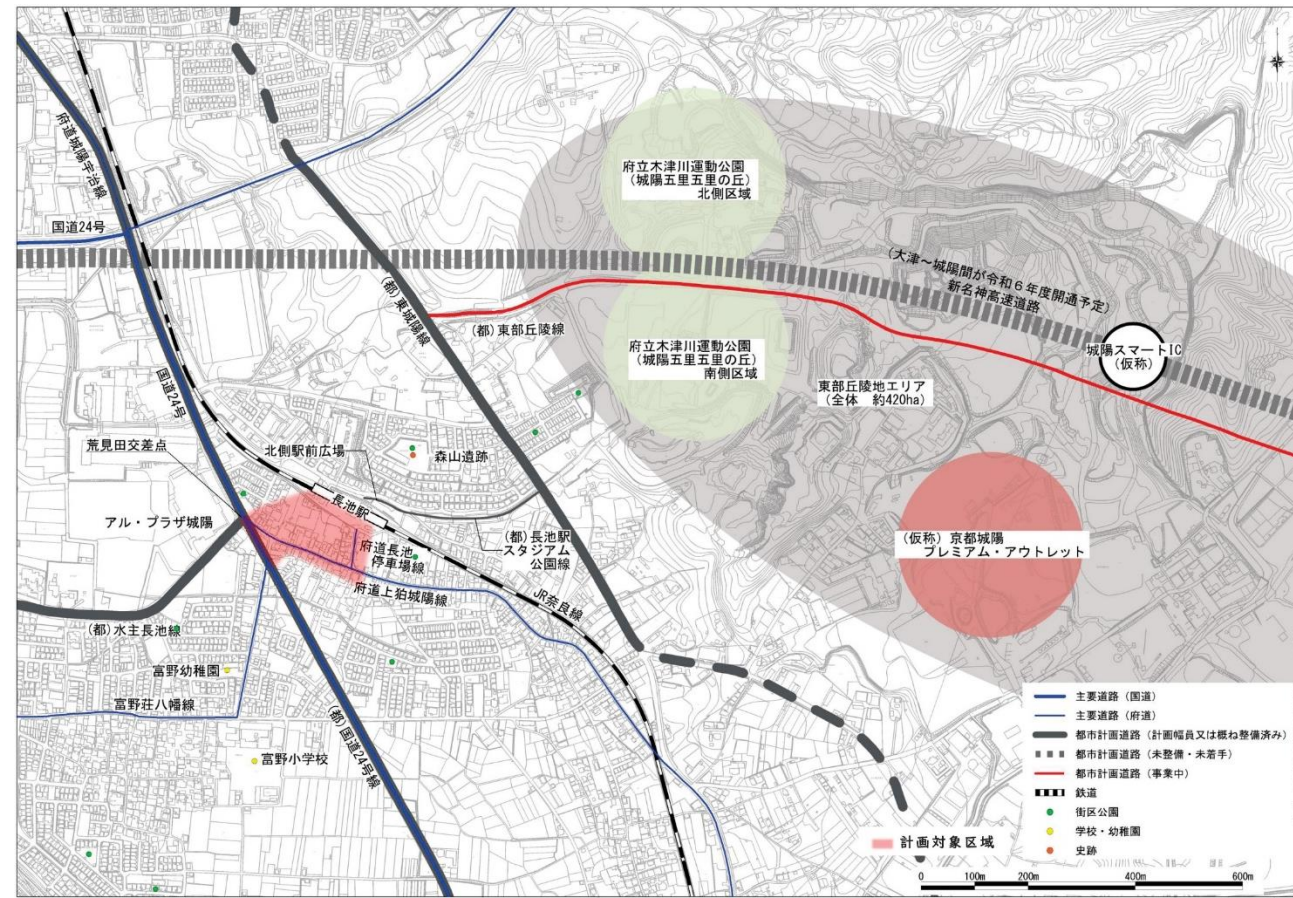 府道城陽宇治線
国道24号
府立木津川運動公園
（城陽五里五里の丘）
北側区域
（大津～城陽間が令和６年度開通予定）
新名神高速道路
(都)東城陽線
(都)東部丘陵線
府立木津川運動公園
（城陽五里五里の丘）
南側区域
城陽スマートIC
（仮称）
東部丘陵地エリア
（全体　約420ha）
国道24号
荒見田交差点
北側駅前広場
森山遺跡
長池駅
アル・プラザ城陽
(都)長池駅
スタジアム
公園線
府道長池
停車場線
府道上狛城陽線
JR奈良線
（仮称）京都城陽
プレミアム・アウトレット
(都)水主長池線
富野幼稚園
富野荘八幡線
(都)国道24号線
富野小学校
主要道路（国道）
主要道路（府道）
都市計画道路（計画幅員又は概ね整備済み）
都市計画道路（未整備・未着手）
都市計画道路（事業中）
鉄道
街区公園
学校・幼稚園
史跡
計画対象区域
0 100m 200m 400m 600m